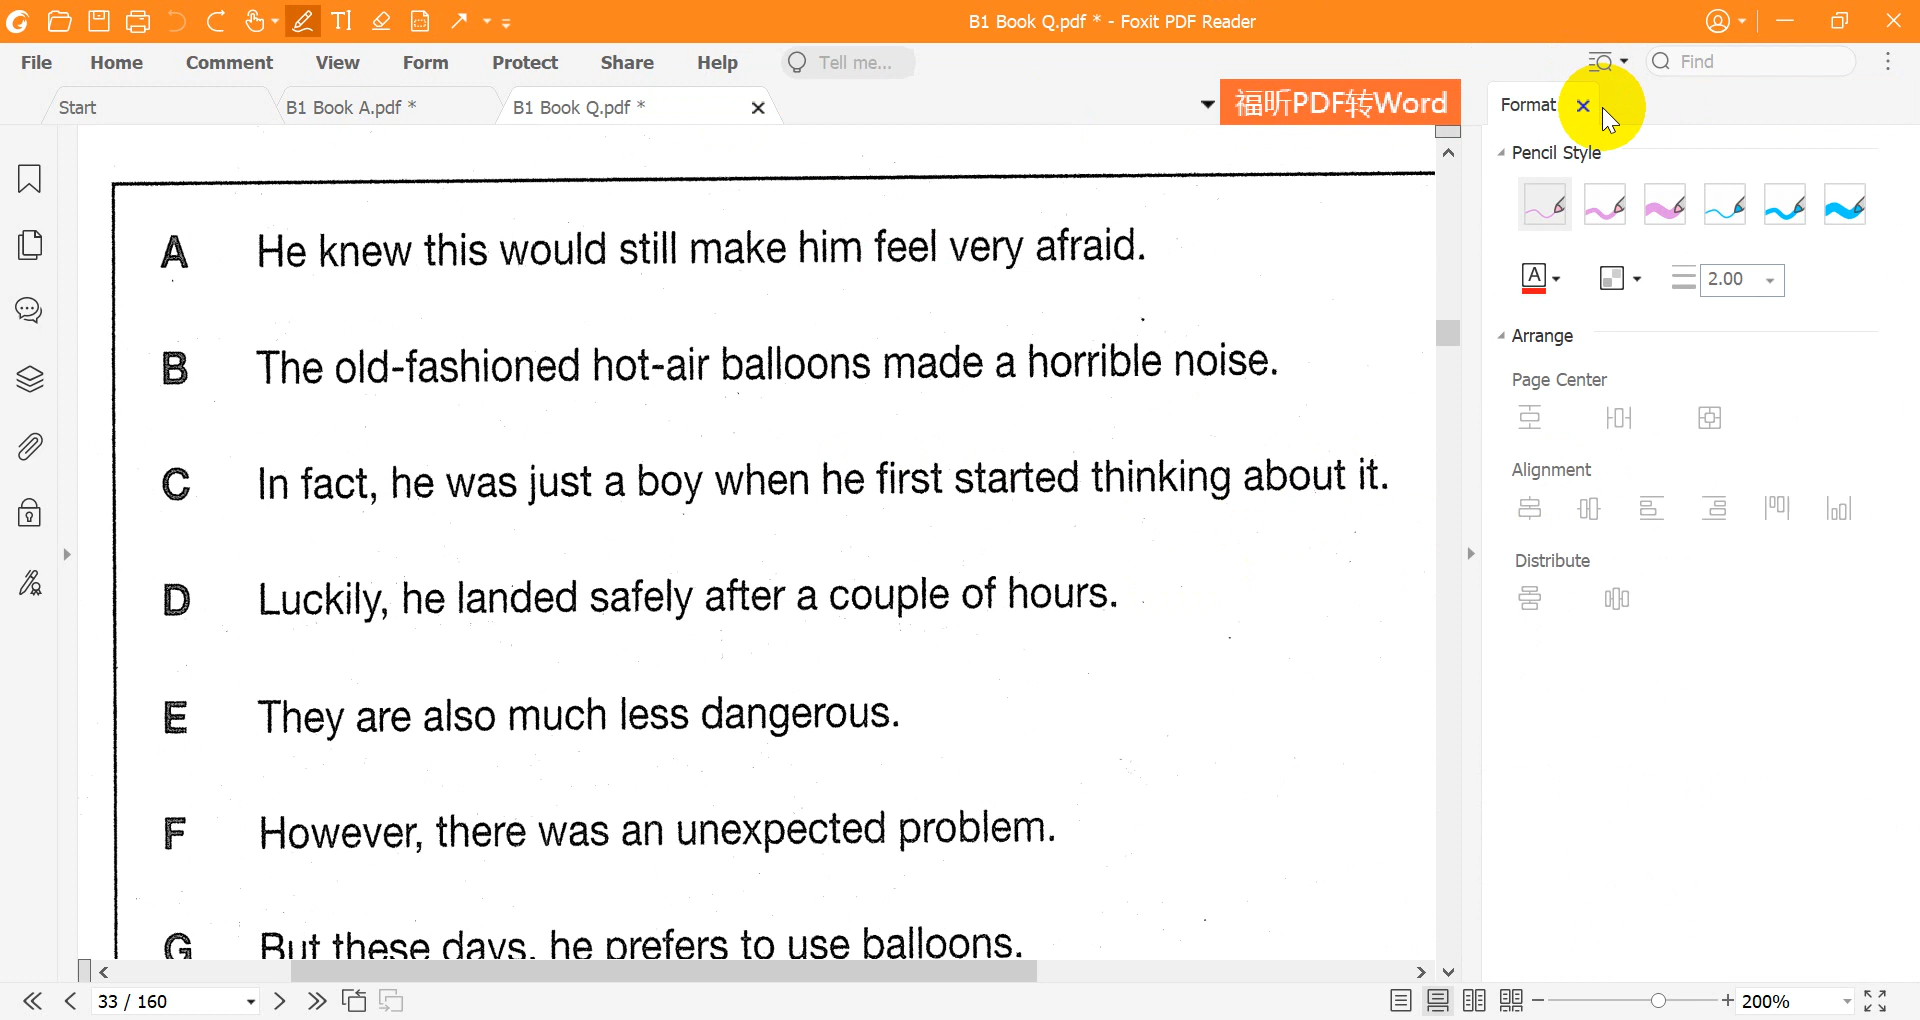 B1 Book Q.pdf * - Foxit PDF Reader
File Home Comment View Form Protect Share Help Tell me... Find
Start B1 Book A.pdf * B1 Book Q.pdf * 福昕PDF转Word Format
Pencil Style
A He knew this would still make him feel very afraid.
2.00
Arrange
B The old-fashioned hot-air balloons made a horrible noise.
Page Center
Alignment
C In fact, he was just a boy when he first started thinking about it.
Distribute
D Luckily, he landed safely after a couple of hours.
E They are also much less dangerous.
F However, there was an unexpected problem.
G But these days, he prefers to use balloons.
33 / 160 200%